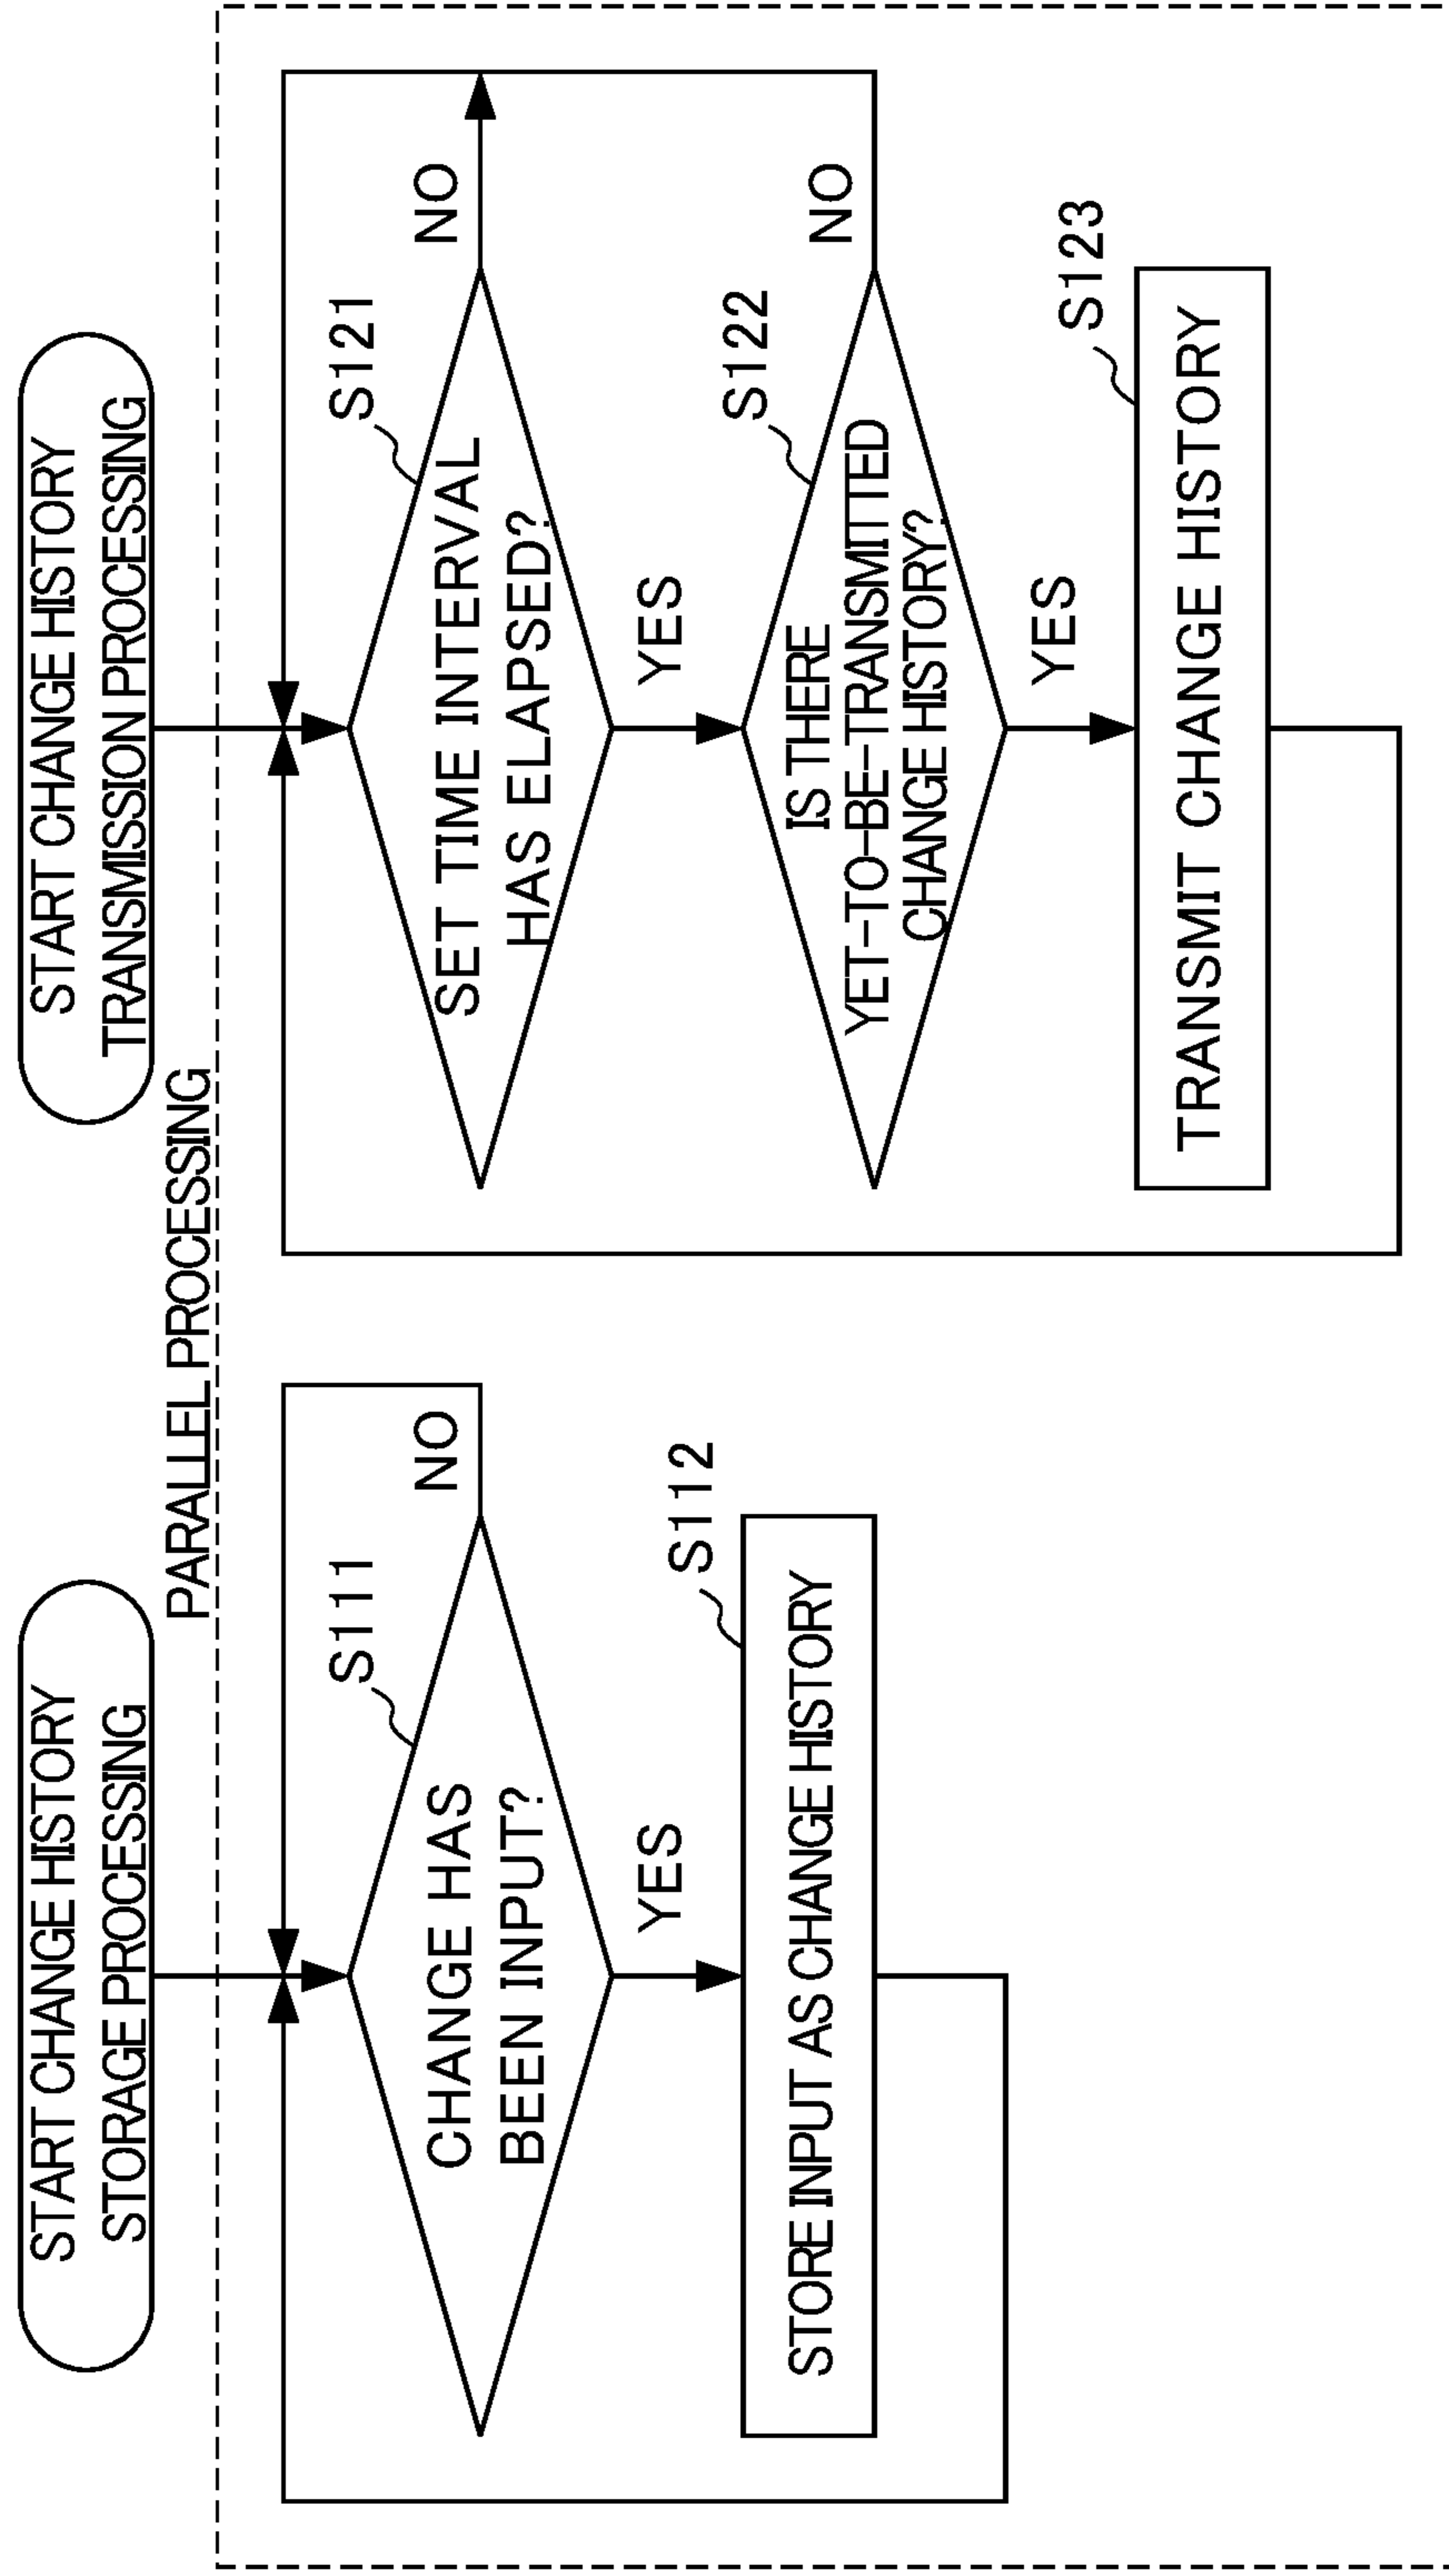 START CHANGE HISTORY
STORAGE PROCESSING
PARALLEL PROCESSING
S111
CHANGE HAS
BEEN INPUT?
NO
YES
S112
STORE INPUT AS CHANGE HISTORY
START CHANGE HISTORY
TRANSMISSION PROCESSING
S121
SET TIME INTERVAL
HAS ELAPSED?
NO
YES
S122
IS THERE
YET-TO-BE-TRANSMITTED
CHANGE HISTORY?
NO
YES
S123
TRANSMIT CHANGE HISTORY